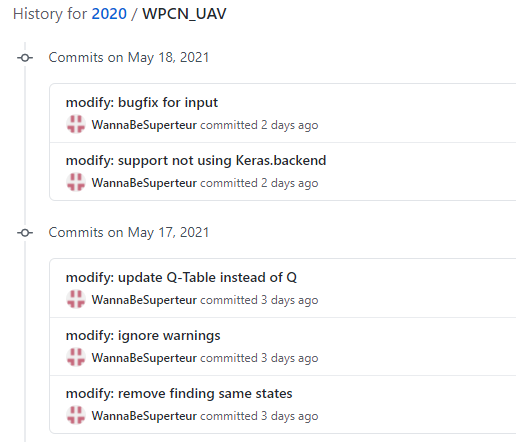 History for 2020 / WPCN_UAV
Commits on May 18, 2021
modify: bugfix for input
WannaBeSuperteur committed 2 days ago
modify: support not using Keras.backend
WannaBeSuperteur committed 2 days ago
Commits on May 17, 2021
modify: update Q-Table instead of Q
WannaBeSuperteur committed 3 days ago
modify: ignore warnings
WannaBeSuperteur committed 3 days ago
modify: remove finding same states
WannaBeSuperteur committed 3 days ago